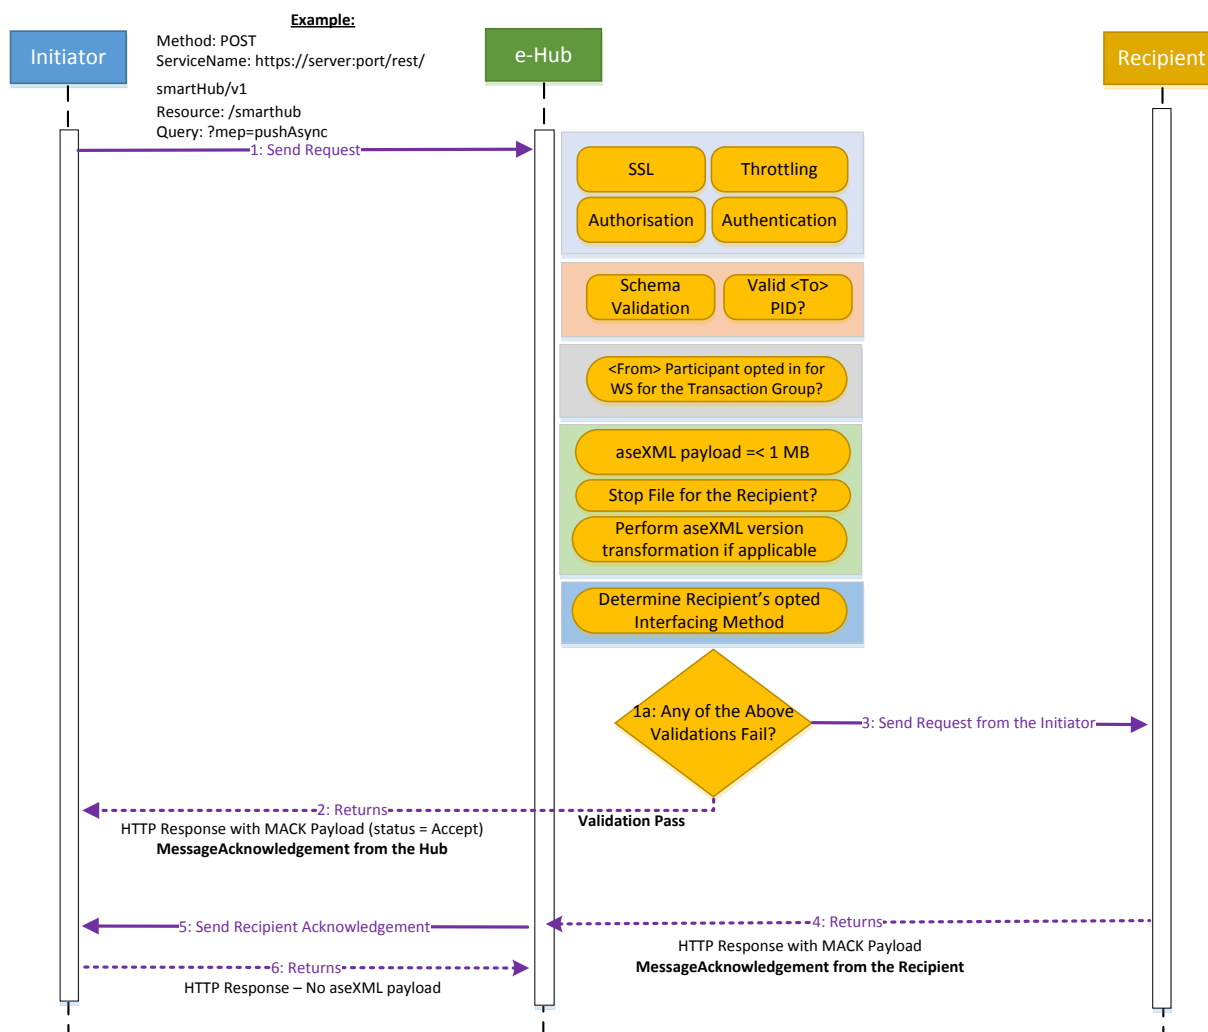 Example:
Method: POST
ServiceName: https://server:port/rest/
smartHub/v1
Resource: /smarthub
Query: ?mep=pushAsync
Initiator
e-Hub
Recipient
1: Send Request
SSL
Throttling
Authorisation
Authentication
Schema
Validation
Valid <To>
PID?
<From> Participant opted in for
WS for the Transaction Group?
aseXML payload =< 1 MB
Stop File for the Recipient?
Perform aseXML version
transformation if applicable
Determine Recipient’s opted
Interfacing Method
1a: Any of the Above
Validations Fail?
3: Send Request from the Initiator
2: Returns
HTTP Response with MACK Payload (status = Accept)
MessageAcknowledgement from the Hub
Validation Pass
5: Send Recipient Acknowledgement
4: Returns
HTTP Response with MACK Payload
MessageAcknowledgement from the Recipient
6: Returns
HTTP Response – No aseXML payload